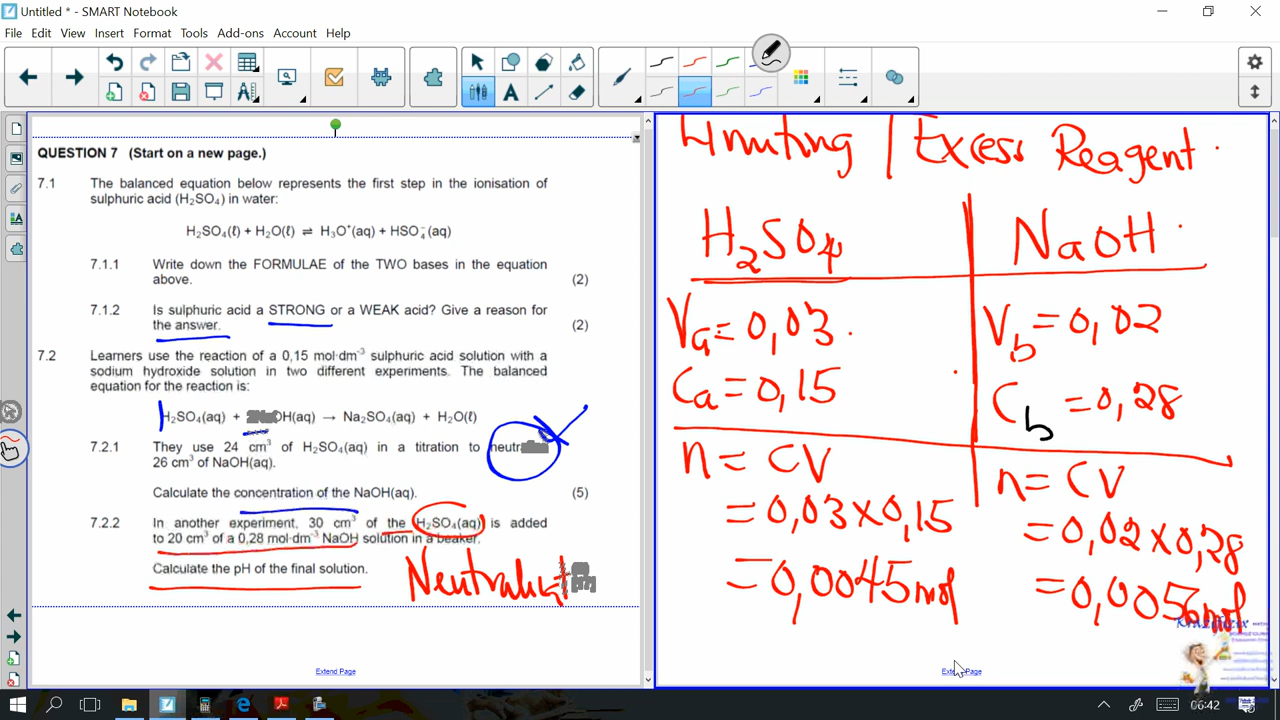 Untitled * - SMART Notebook
File Edit View Insert Format Tools Add-ons Account Help
QUESTION 7 (Start on a new page.)
7.1 The balanced equation below represents the first step in the ionisation of
sulphuric acid (H₂SO₄) in water:
H₂SO₄(ℓ) + H₂O(ℓ) ⇌ H₃O⁺(aq) + HSO₄⁻(aq)
7.1.1 Write down the FORMULAE of the TWO bases in the equation
above. (2)
7.1.2 Is sulphuric acid a STRONG or a WEAK acid? Give a reason for
the answer. (2)
7.2 Learners use the reaction of a 0,15 mol·dm⁻³ sulphuric acid solution with a
sodium hydroxide solution in two different experiments. The balanced
equation for the reaction is:
H₂SO₄(aq) + OH(aq) → Na₂SO₄(aq) + H₂O(ℓ)
7.2.1 They use 24 cm³ of H₂SO₄(aq) in a titration to neutr
26 cm³ of NaOH(aq).
Calculate the concentration of the NaOH(aq). (5)
7.2.2 In another experiment, 30 cm³ of the H₂SO₄(aq) is added
to 20 cm³ of a 0,28 mol·dm⁻³ NaOH solution in a beaker.
Calculate the pH of the final solution.
Extend Page
Limiting / Excess Reagent
H₂SO₄ NaOH
Va = 0,03 Vb = 0,02
Ca = 0,15 Cb = 0,28
n = CV n = CV
= 0,03 × 0,15 = 0,02 × 0,28
= 0,0045 mol = 0,0056 mol
Extend Page
06:42